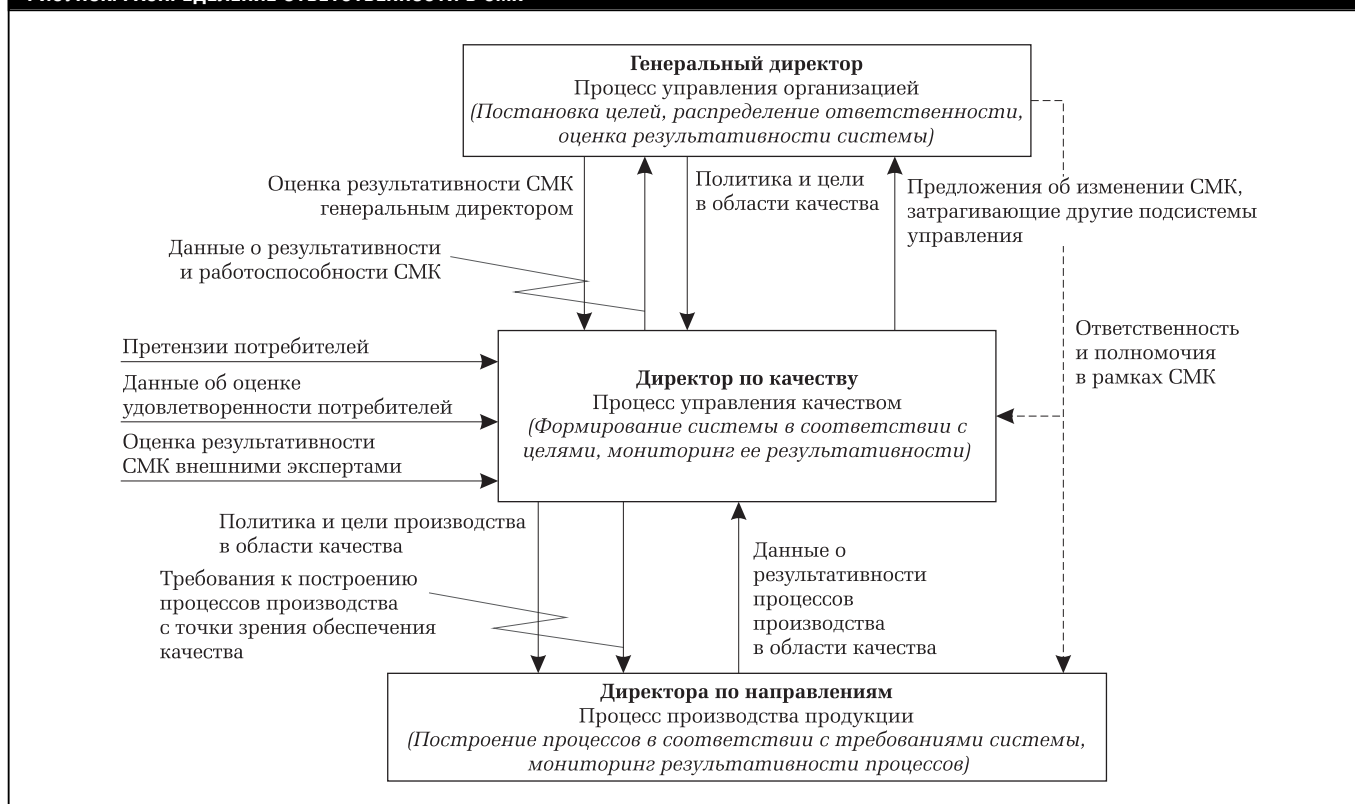 Генеральный директор
Процесс управления организацией
(Постановка целей, распределение ответственности,
оценка результативности системы)
Оценка результативности СМК
генеральным директором
Политика и цели
в области качества
Предложения об изменении СМК,
затрагивающие другие подсистемы
управления
Данные о результативности
и работоспособности СМК
Ответственность
и полномочия
в рамках СМК
Претензии потребителей
Данные об оценке
удовлетворенности потребителей
Оценка результативности
СМК внешними экспертами
Директор по качеству
Процесс управления качеством
(Формирование системы в соответствии с
целями, мониторинг ее результативности)
Политика и цели производства
в области качества
Требования к построению
процессов производства
с точки зрения обеспечения
качества
Данные о
результативности
процессов
производства
в области качества
Директора по направлениям
Процесс производства продукции
(Построение процессов в соответствии с требованиями системы,
мониторинг результативности процессов)